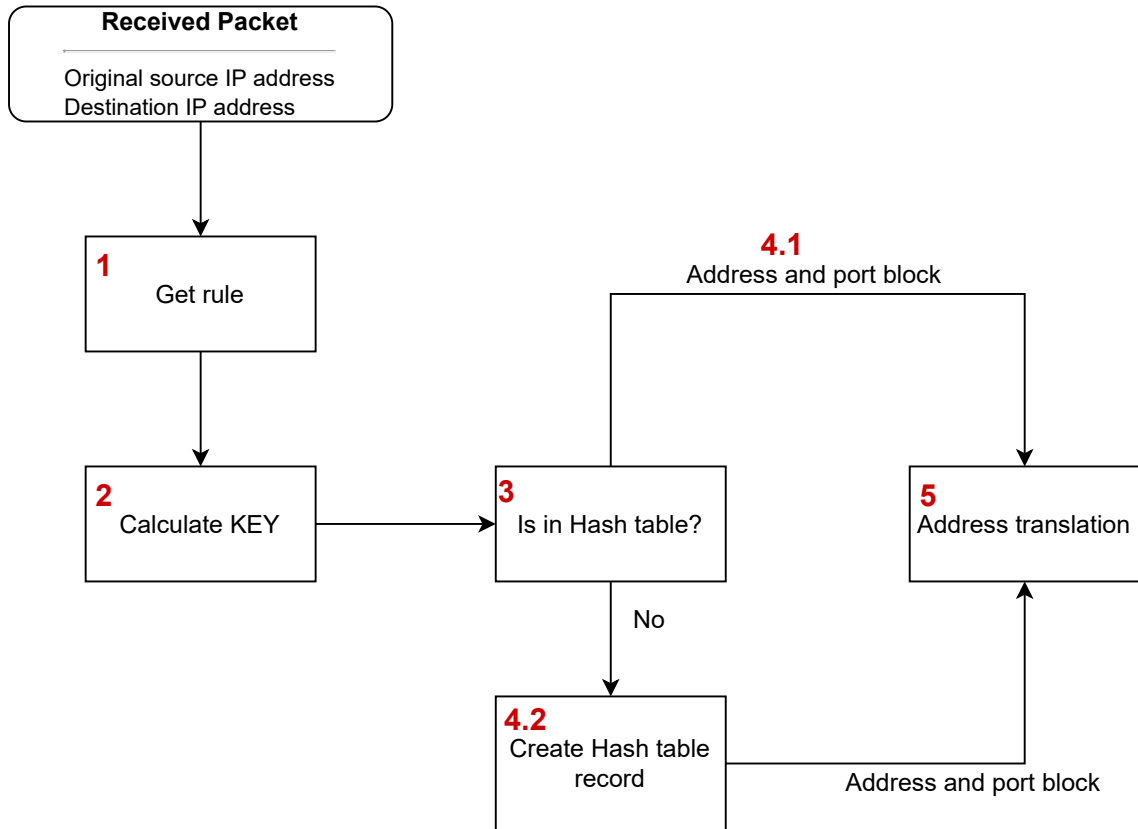 Received Packet
Original source IP address
Destination IP address
1
Get rule
2
Calculate KEY
3
Is in Hash table?
4.1
Address and port block
5
Address translation
No
4.2
Create Hash table
record
Address and port block